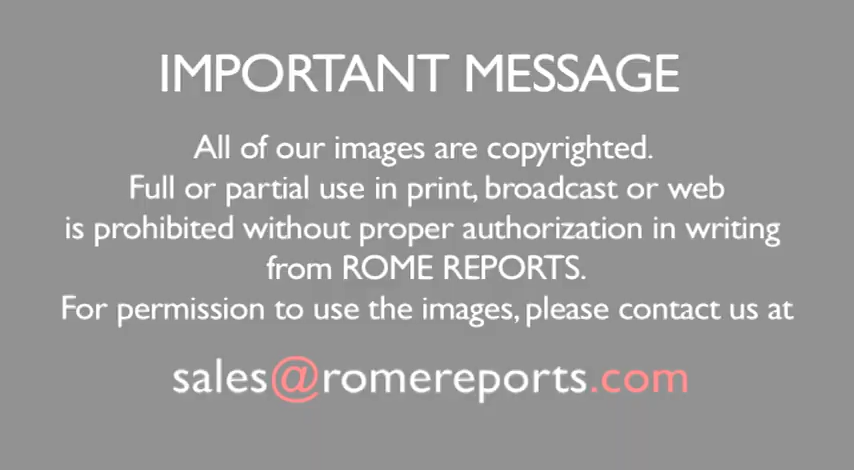 IMPORTANT MESSAGE
All of our images are copyrighted.
Full or partial use in print, broadcast or web
is prohibited without proper authorization in writing
from ROME REPORTS.
For permission to use the images, please contact us at
sales@romereports.com